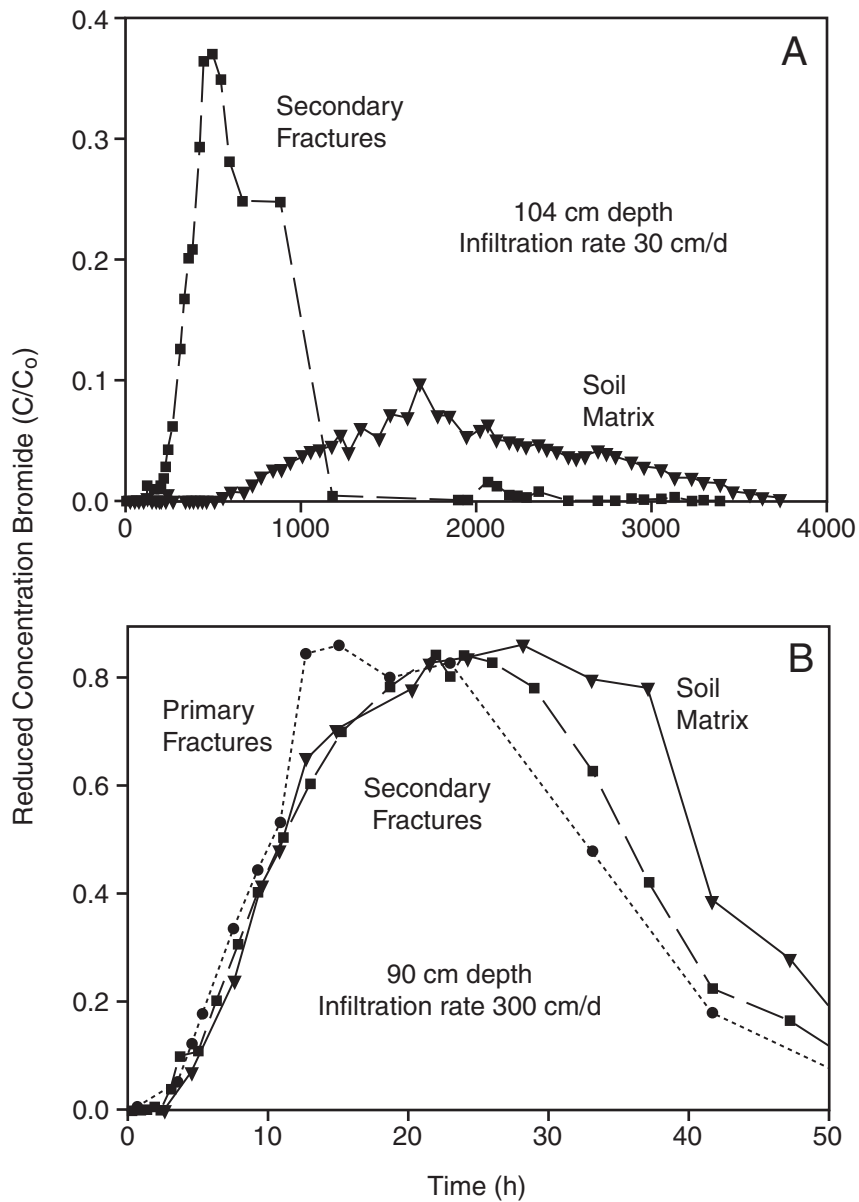 Reduced Concentration Bromide (C/Co)
A
0.4
0.3
0.2
0.1
0.0
Secondary
Fractures
104 cm depth
Infiltration rate 30 cm/d
Soil
Matrix
0 1000 2000 3000 4000
B
0.8
0.6
0.4
0.2
0.0
Primary
Fractures
Secondary
Fractures
Soil
Matrix
90 cm depth
Infiltration rate 300 cm/d
0 10 20 30 40 50
Time (h)